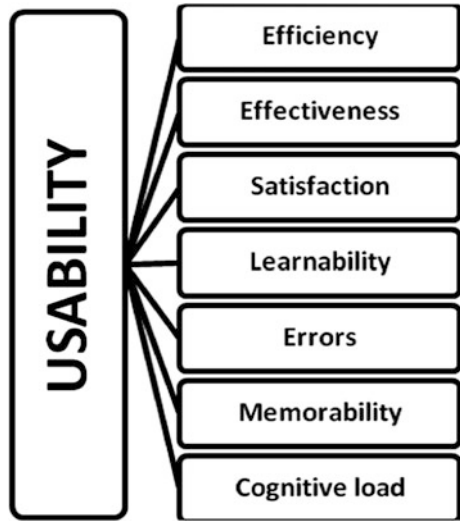 USABILITY
Efficiency
Effectiveness
Satisfaction
Learnability
Errors
Memorability
Cognitive load